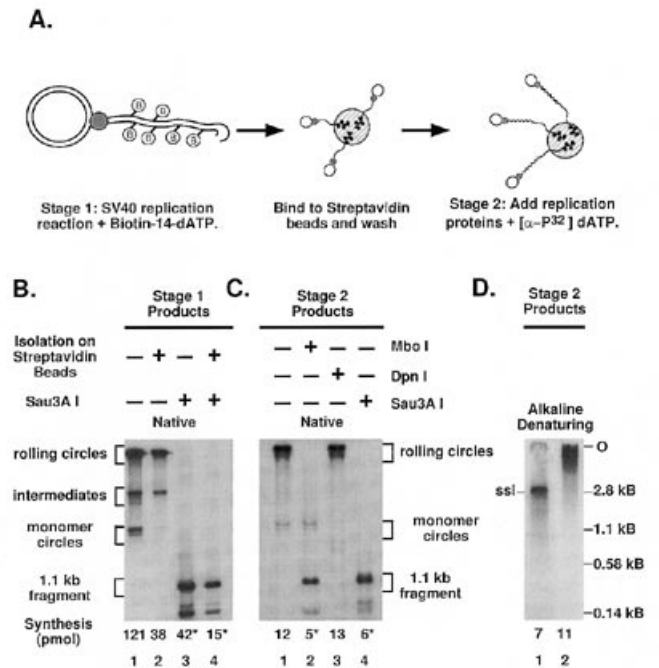 A.
B B B
B B B B
Stage 1: SV40 replication
reaction + Biotin-14-dATP.
Bind to Streptavidin
beads and wash
Stage 2: Add replication
proteins + [α-P32] dATP.
B.
Stage 1
Products
Isolation on
Streptavidin
Beads
— + — +
Sau3A I
— — + +
Native
rolling circles
intermediates
monomer
circles
1.1 kb
fragment
Synthesis
(pmol)
121 38 42* 15*
1 2 3 4
C.
Stage 2
Products
— + — — Mbo I
— — + — Dpn I
— — — + Sau3A I
Native
rolling circles
monomer
circles
1.1 kb
fragment
12 5* 13 6*
1 2 3 4
D.
Stage 2
Products
Alkaline
Denaturing
O
ssl
2.8 kB
1.1 kB
0.58 kB
0.14 kB
7 11
1 2